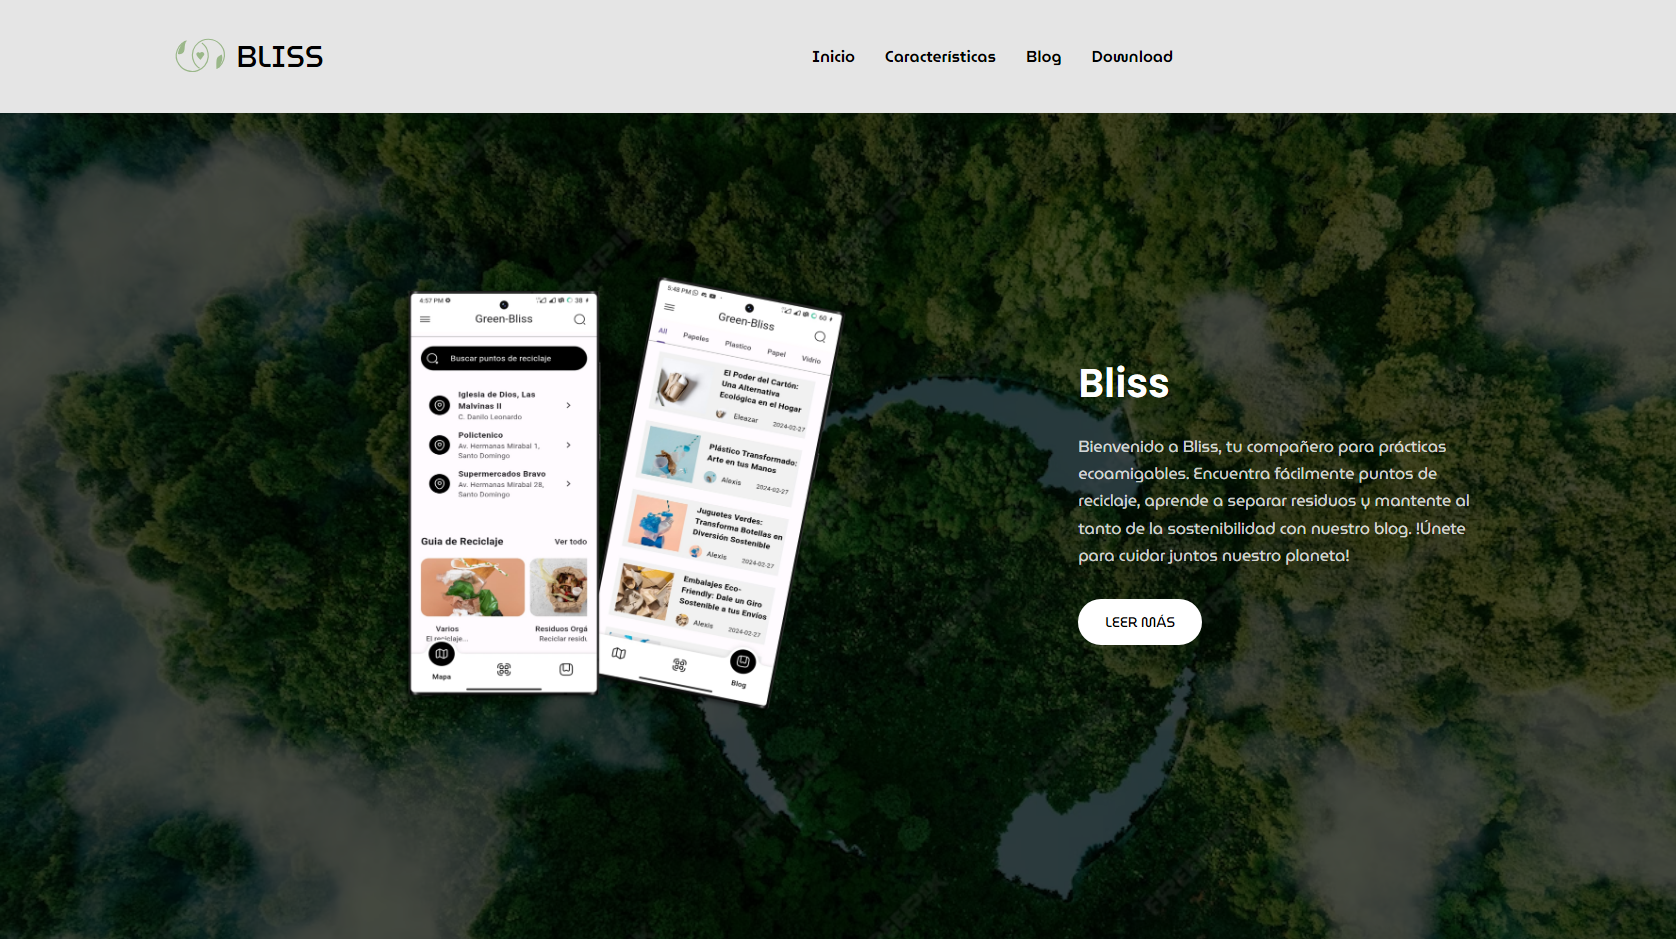 BLISS
Inicio Características Blog Download
4:57 PM
38
Green-Bliss
Buscar puntos de reciclaje
Iglesia de Dios, Las
Malvinas II
C. Danilo Leonardo
Polictenico
Av. Hermanas Mirabal 1,
Santo Domingo
Supermercados Bravo
Av. Hermanas Mirabal 28,
Santo Domingo
Guia de Reciclaje Ver todo
Varios
El reciclaje...
Residuos Orgá
Reciclar residu
Mapa
5:48 PM
60
Green-Bliss
All Papeles Plastico Papel Vidrio
El Poder del Cartón:
Una Alternativa
Ecológica en el Hogar
Eleazar 2024-02-27
Plástico Transformado:
Arte en tus Manos
Alexis 2024-02-27
Juguetes Verdes:
Transforma Botellas en
Diversión Sostenible
Alexis 2024-02-27
Embalajes Eco-
Friendly: Dale un Giro
Sostenible a tus Envíos
Alexis 2024-02-27
Blog
Bliss
Bienvenido a Bliss, tu compañero para prácticas
ecoamigables. Encuentra fácilmente puntos de
reciclaje, aprende a separar residuos y mantente al
tanto de la sostenibilidad con nuestro blog. !Únete
para cuidar juntos nuestro planeta!
LEER MÁS